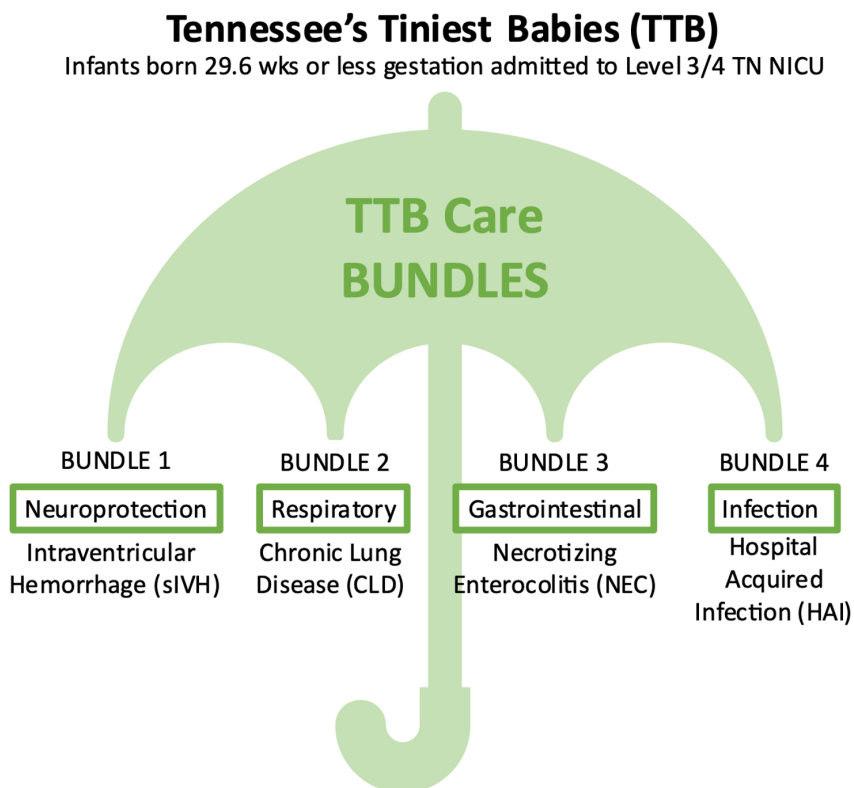 Tennessee's Tiniest Babies (TTB)
Infants born 29.6 wks or less gestation admitted to Level 3/4 TN NICU
TTB Care
BUNDLES
BUNDLE 1
Neuroprotection
Intraventricular
Hemorrhage (sIVH)
BUNDLE 2
Respiratory
Chronic Lung
Disease (CLD)
BUNDLE 3
Gastrointestinal
Necrotizing
Enterocolitis (NEC)
BUNDLE 4
Infection
Hospital
Acquired
Infection (HAI)